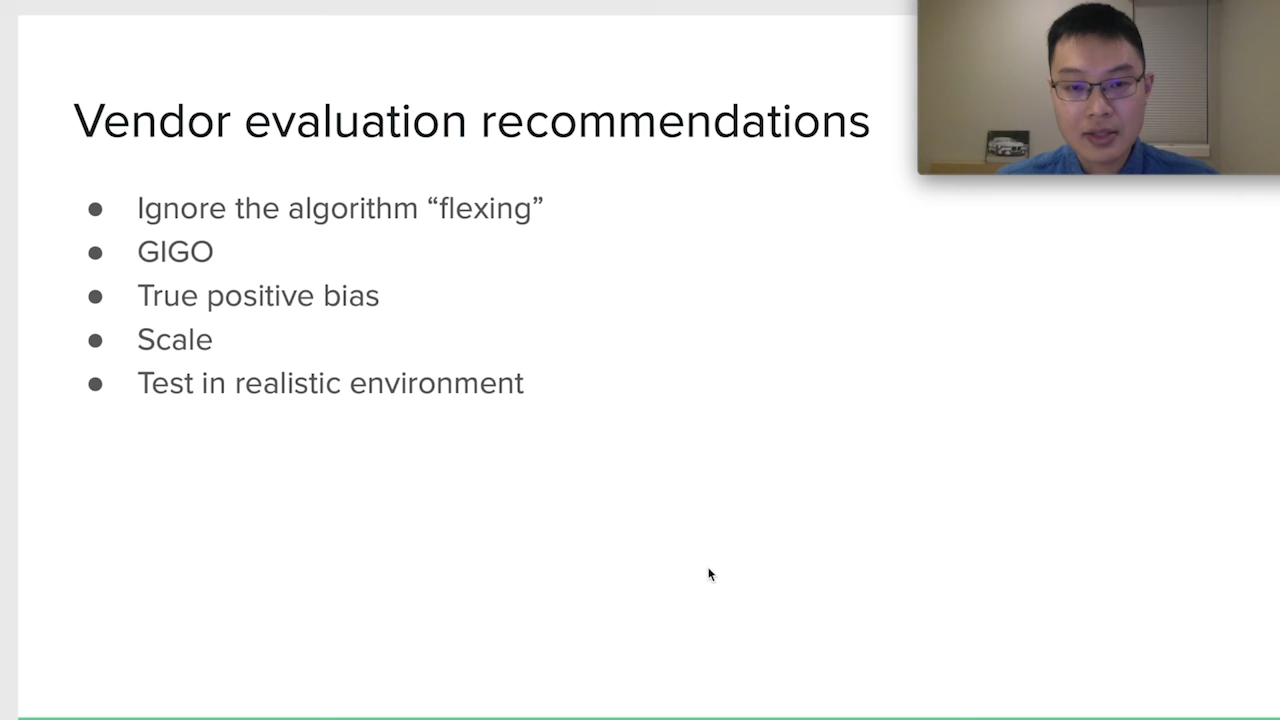 Vendor evaluation recommendations
● Ignore the algorithm “flexing”
● GIGO
● True positive bias
● Scale
● Test in realistic environment